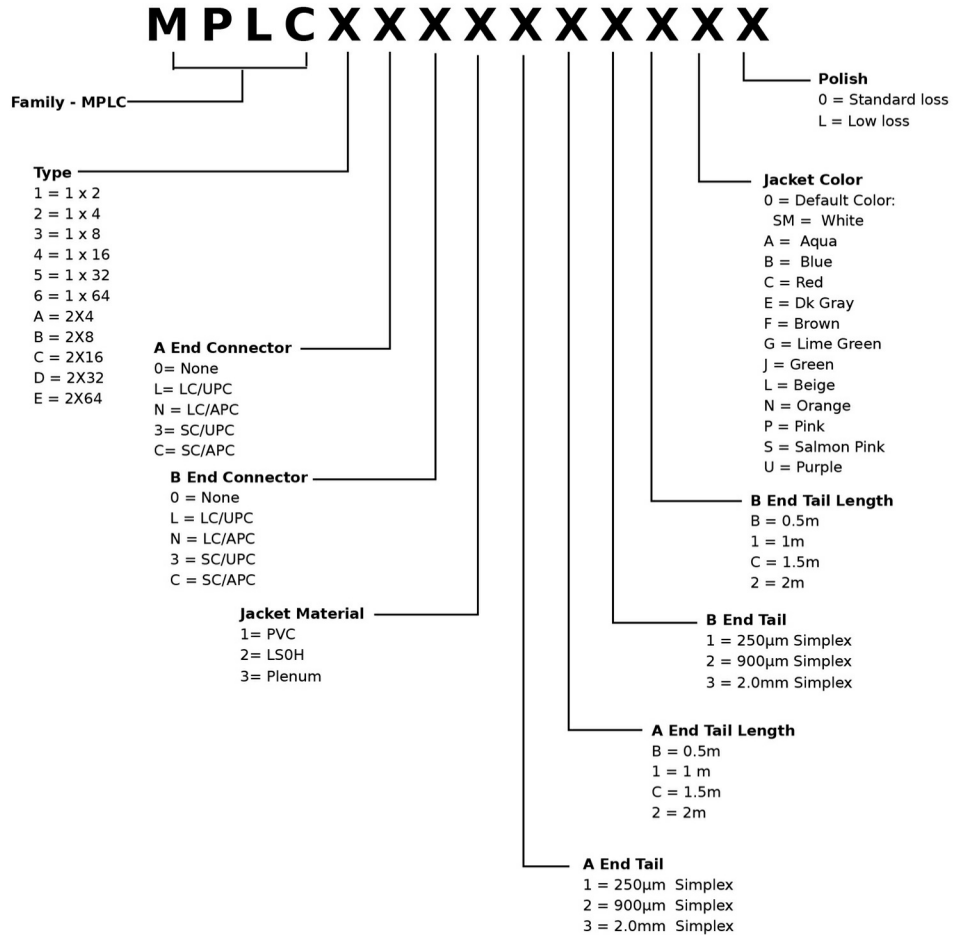 MPLCXXXXXXXXXX
Family - MPLC
Polish
0 = Standard loss
L = Low loss
Type
1 = 1 x 2
2 = 1 x 4
3 = 1 x 8
4 = 1 x 16
5 = 1 x 32
6 = 1 x 64
A = 2X4
B = 2X8
C = 2X16
D = 2X32
E = 2X64
Jacket Color
0 = Default Color:
SM =  White
A =  Aqua
B =  Blue
C = Red
E = Dk Gray
F = Brown
G = Lime Green
J = Green
L = Beige
N = Orange
P = Pink
S = Salmon Pink
U = Purple
A End Connector
0= None
L= LC/UPC
N = LC/APC
3= SC/UPC
C= SC/APC
B End Connector
0 = None
L = LC/UPC
N = LC/APC
3 = SC/UPC
C = SC/APC
B End Tail Length
B = 0.5m
1 = 1m
C = 1.5m
2 = 2m
Jacket Material
1= PVC
2= LS0H
3= Plenum
B End Tail
1 = 250µm Simplex
2 = 900µm Simplex
3 = 2.0mm Simplex
A End Tail Length
B = 0.5m
1 = 1 m
C = 1.5m
2 = 2m
A End Tail
1 = 250µm  Simplex
2 = 900µm  Simplex
3 = 2.0mm  Simplex